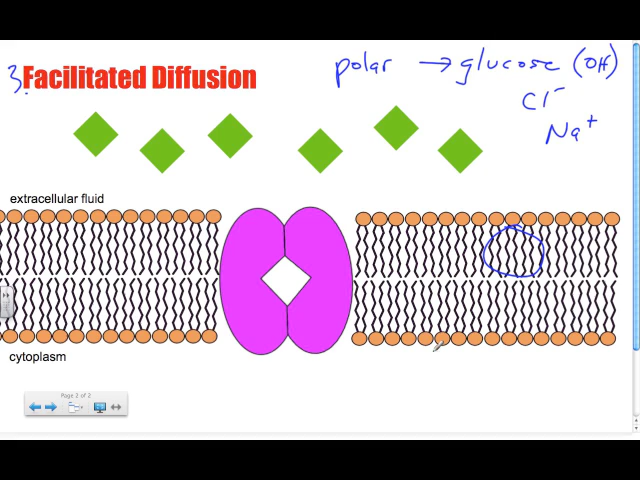 3. Facilitated Diffusion
polar → glucose (OH)
Cl⁻
Na⁺
extracellular fluid
cytoplasm
Page 2 of 2